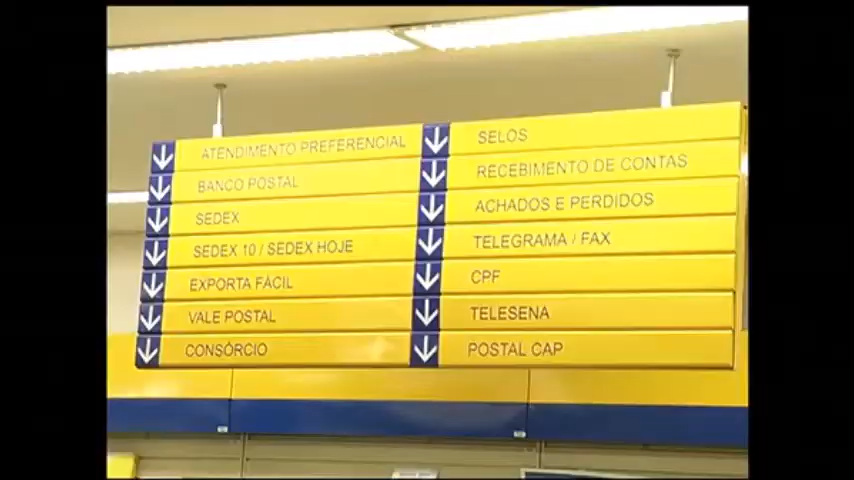 ATENDIMENTO PREFERENCIAL
BANCO POSTAL
SEDEX
SEDEX 10 / SEDEX HOJE
EXPORTA FÁCIL
VALE POSTAL
CONSÓRCIO
SELOS
RECEBIMENTO DE CONTAS
ACHADOS E PERDIDOS
TELEGRAMA / FAX
CPF
TELESENA
POSTAL CAP